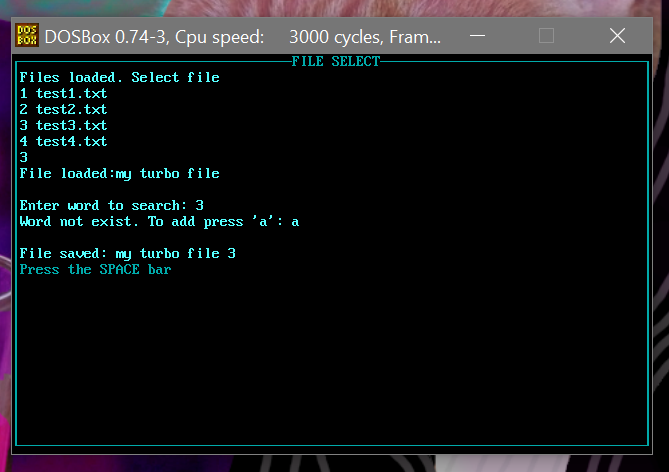 DOS BOX
DOSBox 0.74-3, Cpu speed: 3000 cycles, Fram...
FILE SELECT
Files loaded. Select file
1 test1.txt
2 test2.txt
3 test3.txt
4 test4.txt
3
File loaded:my turbo file
Enter word to search: 3
Word not exist. To add press 'a': a
File saved: my turbo file 3
Press the SPACE bar